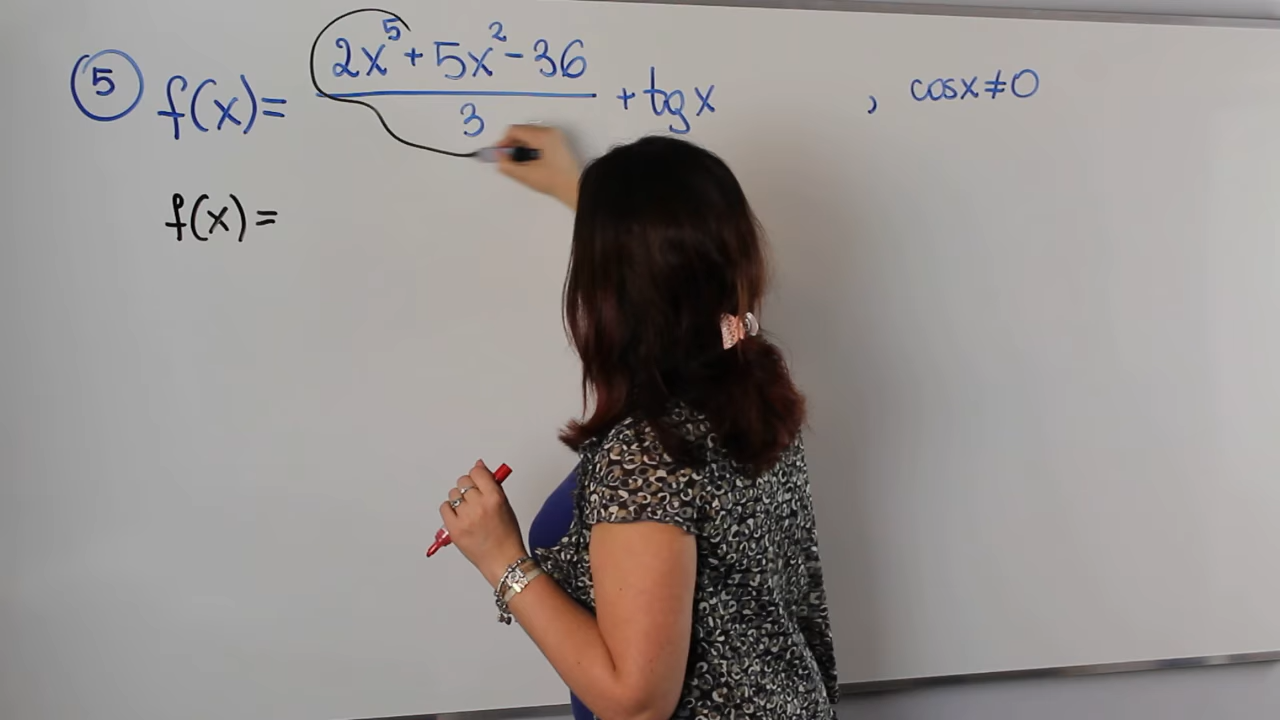 ⑤ f(x)= (2x⁵+5x²-36)/3 +tgx , cosx≠0
f(x)=